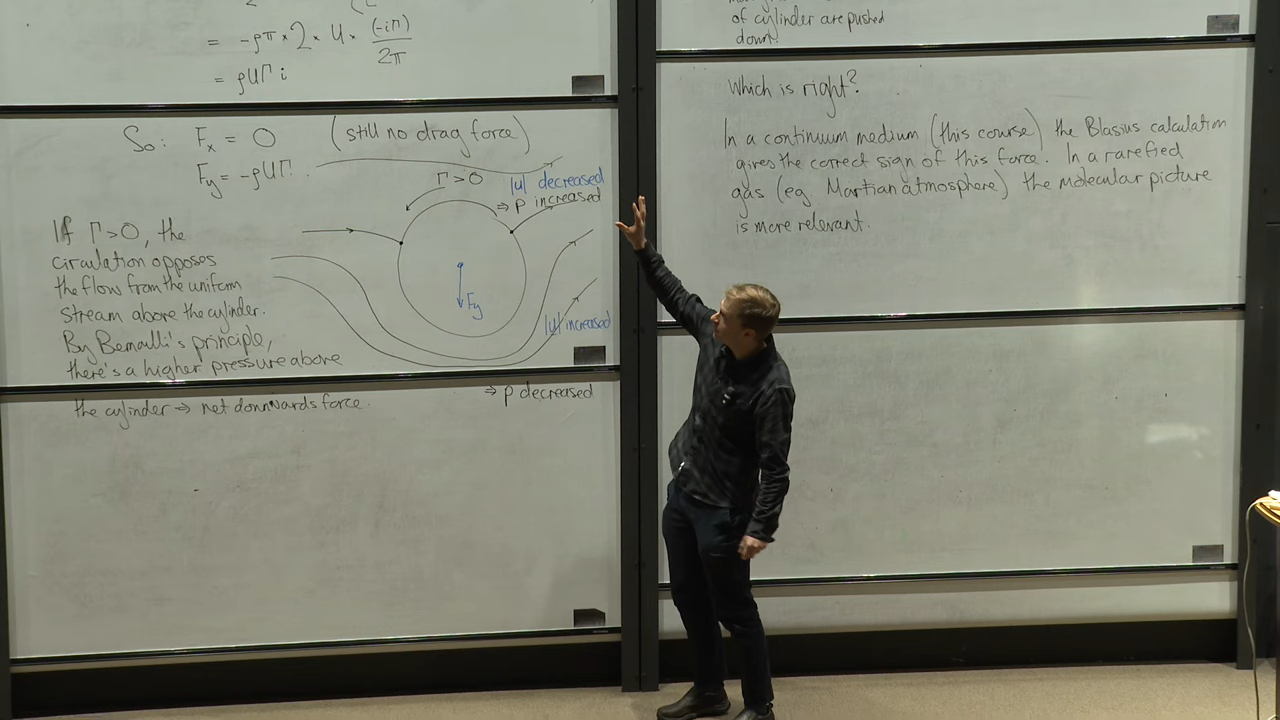 = -ρπ × 2 × U × (-iΓ)/2π
= ρUΓ i
So: Fx = 0 (still no drag force)
Fy = -ρUΓ.
Γ>0
|u| decreased
⇒ p increased
If Γ>0, the
circulation opposes
the flow from the uniform
stream above the cylinder.
By Bernoulli's principle,
there's a higher pressure above
the cylinder ⇒ net downwards force.
Fy
|u| increased
⇒ p decreased
of cylinder are pushed
down!
Which is right?
In a continuum medium (this course) the Blasius calculation
gives the correct sign of this force. In a rarefied
gas (eg Martian atmosphere) the molecular picture
is more relevant.